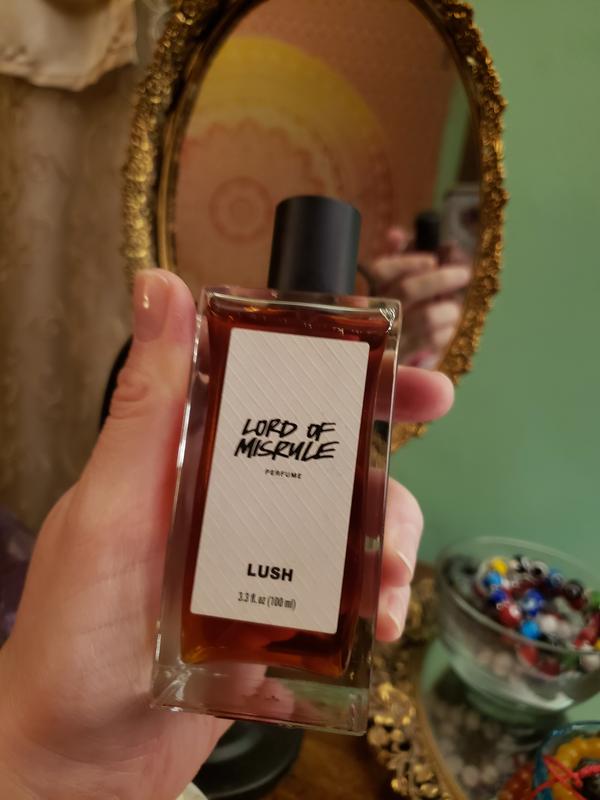 LORD OF
MISRULE
PERFUME
LUSH
3.3 fl. oz (100 ml)